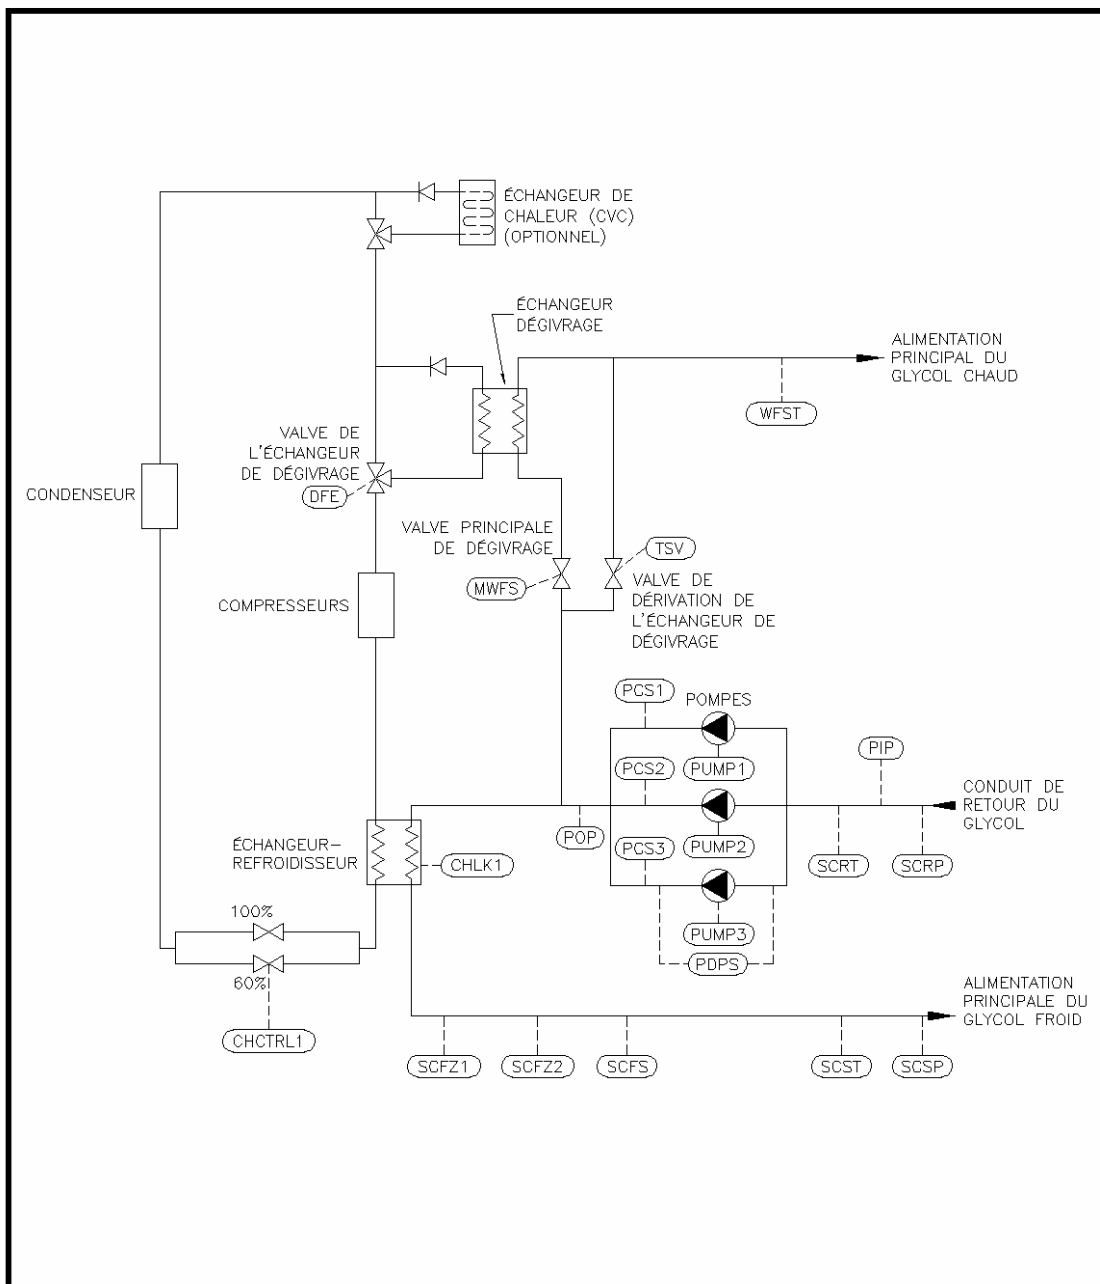 ÉCHANGEUR DE
CHALEUR (CVC)
(OPTIONNEL)
ÉCHANGEUR
DÉGIVRAGE
ALIMENTATION
PRINCIPAL DU
GLYCOL CHAUD
WFST
VALVE DE
L'ÉCHANGEUR
DE DÉGIVRAGE
DFE
CONDENSEUR
VALVE PRINCIPALE
DE DÉGIVRAGE
MWFS
TSV
VALVE DE
DÉRIVATION DE
L'ÉCHANGEUR DE
DÉGIVRAGE
COMPRESSEURS
PCS1
POMPES
PUMP1
PIP
PCS2
CONDUIT DE
RETOUR DU
GLYCOL
POP
PUMP2
PCS3
SCRT
SCRP
ÉCHANGEUR-
REFROIDISSEUR
CHLK1
PUMP3
PDPS
100%
60%
CHCTRL1
ALIMENTATION
PRINCIPALE DU
GLYCOL FROID
SCFZ1
SCFZ2
SCFS
SCST
SCSP